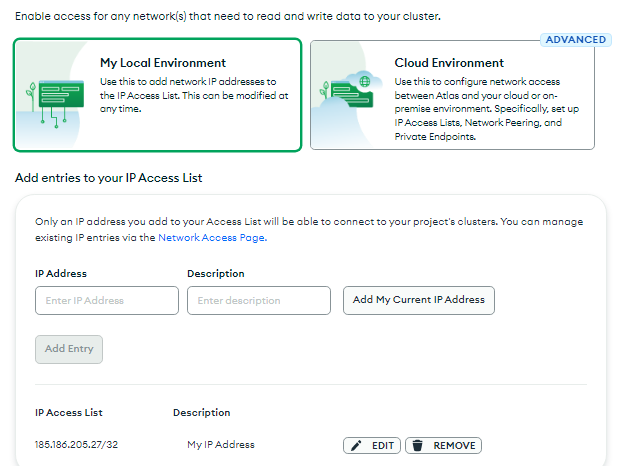 Enable access for any network(s) that need to read and write data to your cluster.
ADVANCED
My Local Environment
Use this to add network IP addresses to
the IP Access List. This can be modified at
any time.
Cloud Environment
Use this to configure network access
between Atlas and your cloud or on-
premise environment. Specifically, set up
IP Access Lists, Network Peering, and
Private Endpoints.
Add entries to your IP Access List
Only an IP address you add to your Access List will be able to connect to your project's clusters. You can manage
existing IP entries via the Network Access Page.
IP Address
Description
Enter IP Address
Enter description
Add My Current IP Address
Add Entry
IP Access List
Description
185.186.205.27/32
My IP Address
EDIT
REMOVE